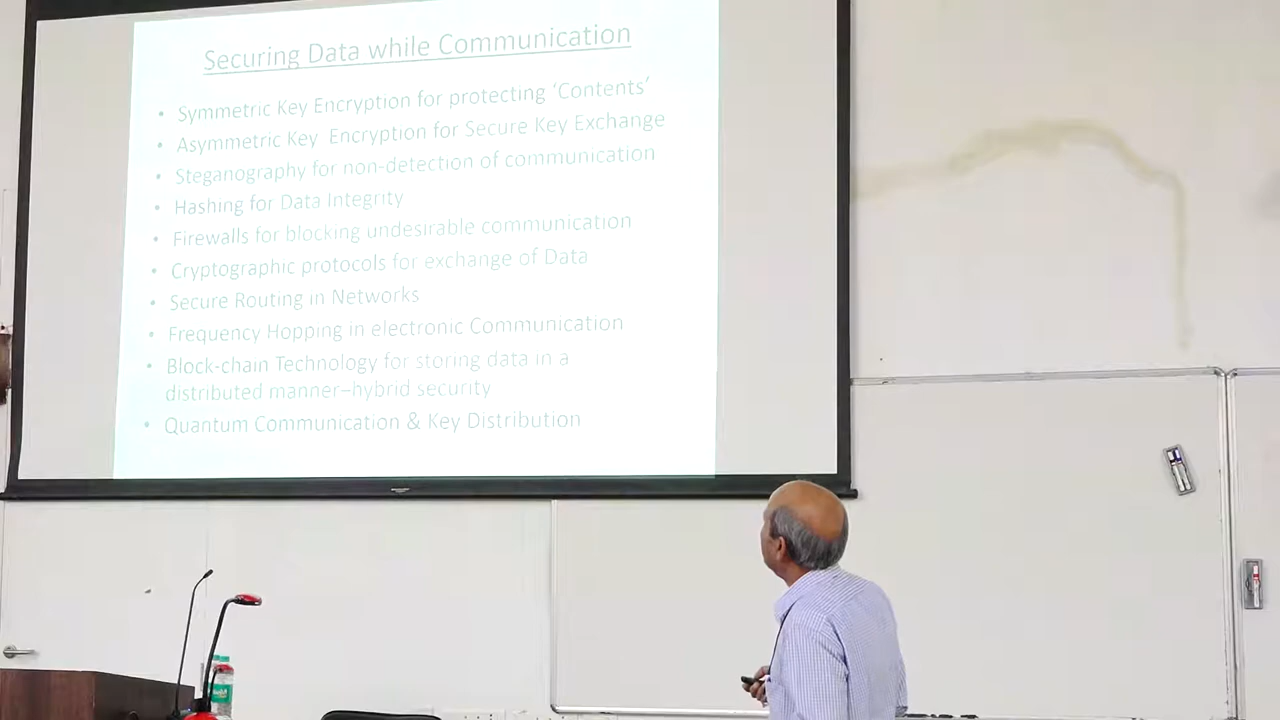 Securing Data while Communication
• Symmetric Key Encryption for protecting ‘Contents’
• Asymmetric Key Encryption for Secure Key Exchange
• Steganography for non-detection of communication
• Hashing for Data Integrity
• Firewalls for blocking undesirable communication
• Cryptographic protocols for exchange of Data
• Secure Routing in Networks
• Frequency Hopping in electronic Communication
• Block-chain Technology for storing data in a
distributed manner–hybrid security
• Quantum Communication & Key Distribution